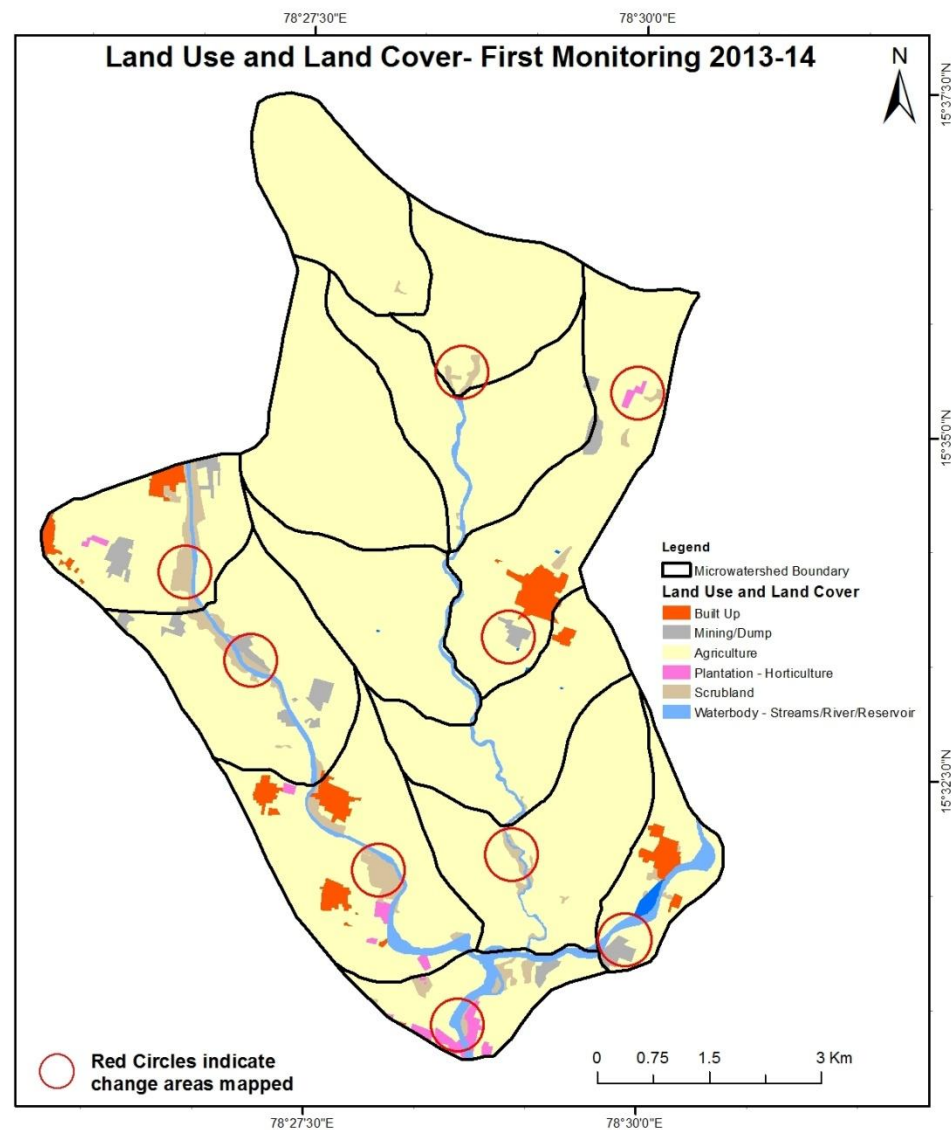 78°27'30"E
78°30'0"E
Land Use and Land Cover- First Monitoring 2013-14
N
15°37'30"N
15°35'0"N
Legend
Microwatershed Boundary
Land Use and Land Cover
Built Up
Mining/Dump
Agriculture
Plantation - Horticulture
Scrubland
Waterbody - Streams/River/Reservoir
15°32'30"N
Red Circles indicate
change areas mapped
0 0.75 1.5 3 Km
78°27'30"E
78°30'0"E